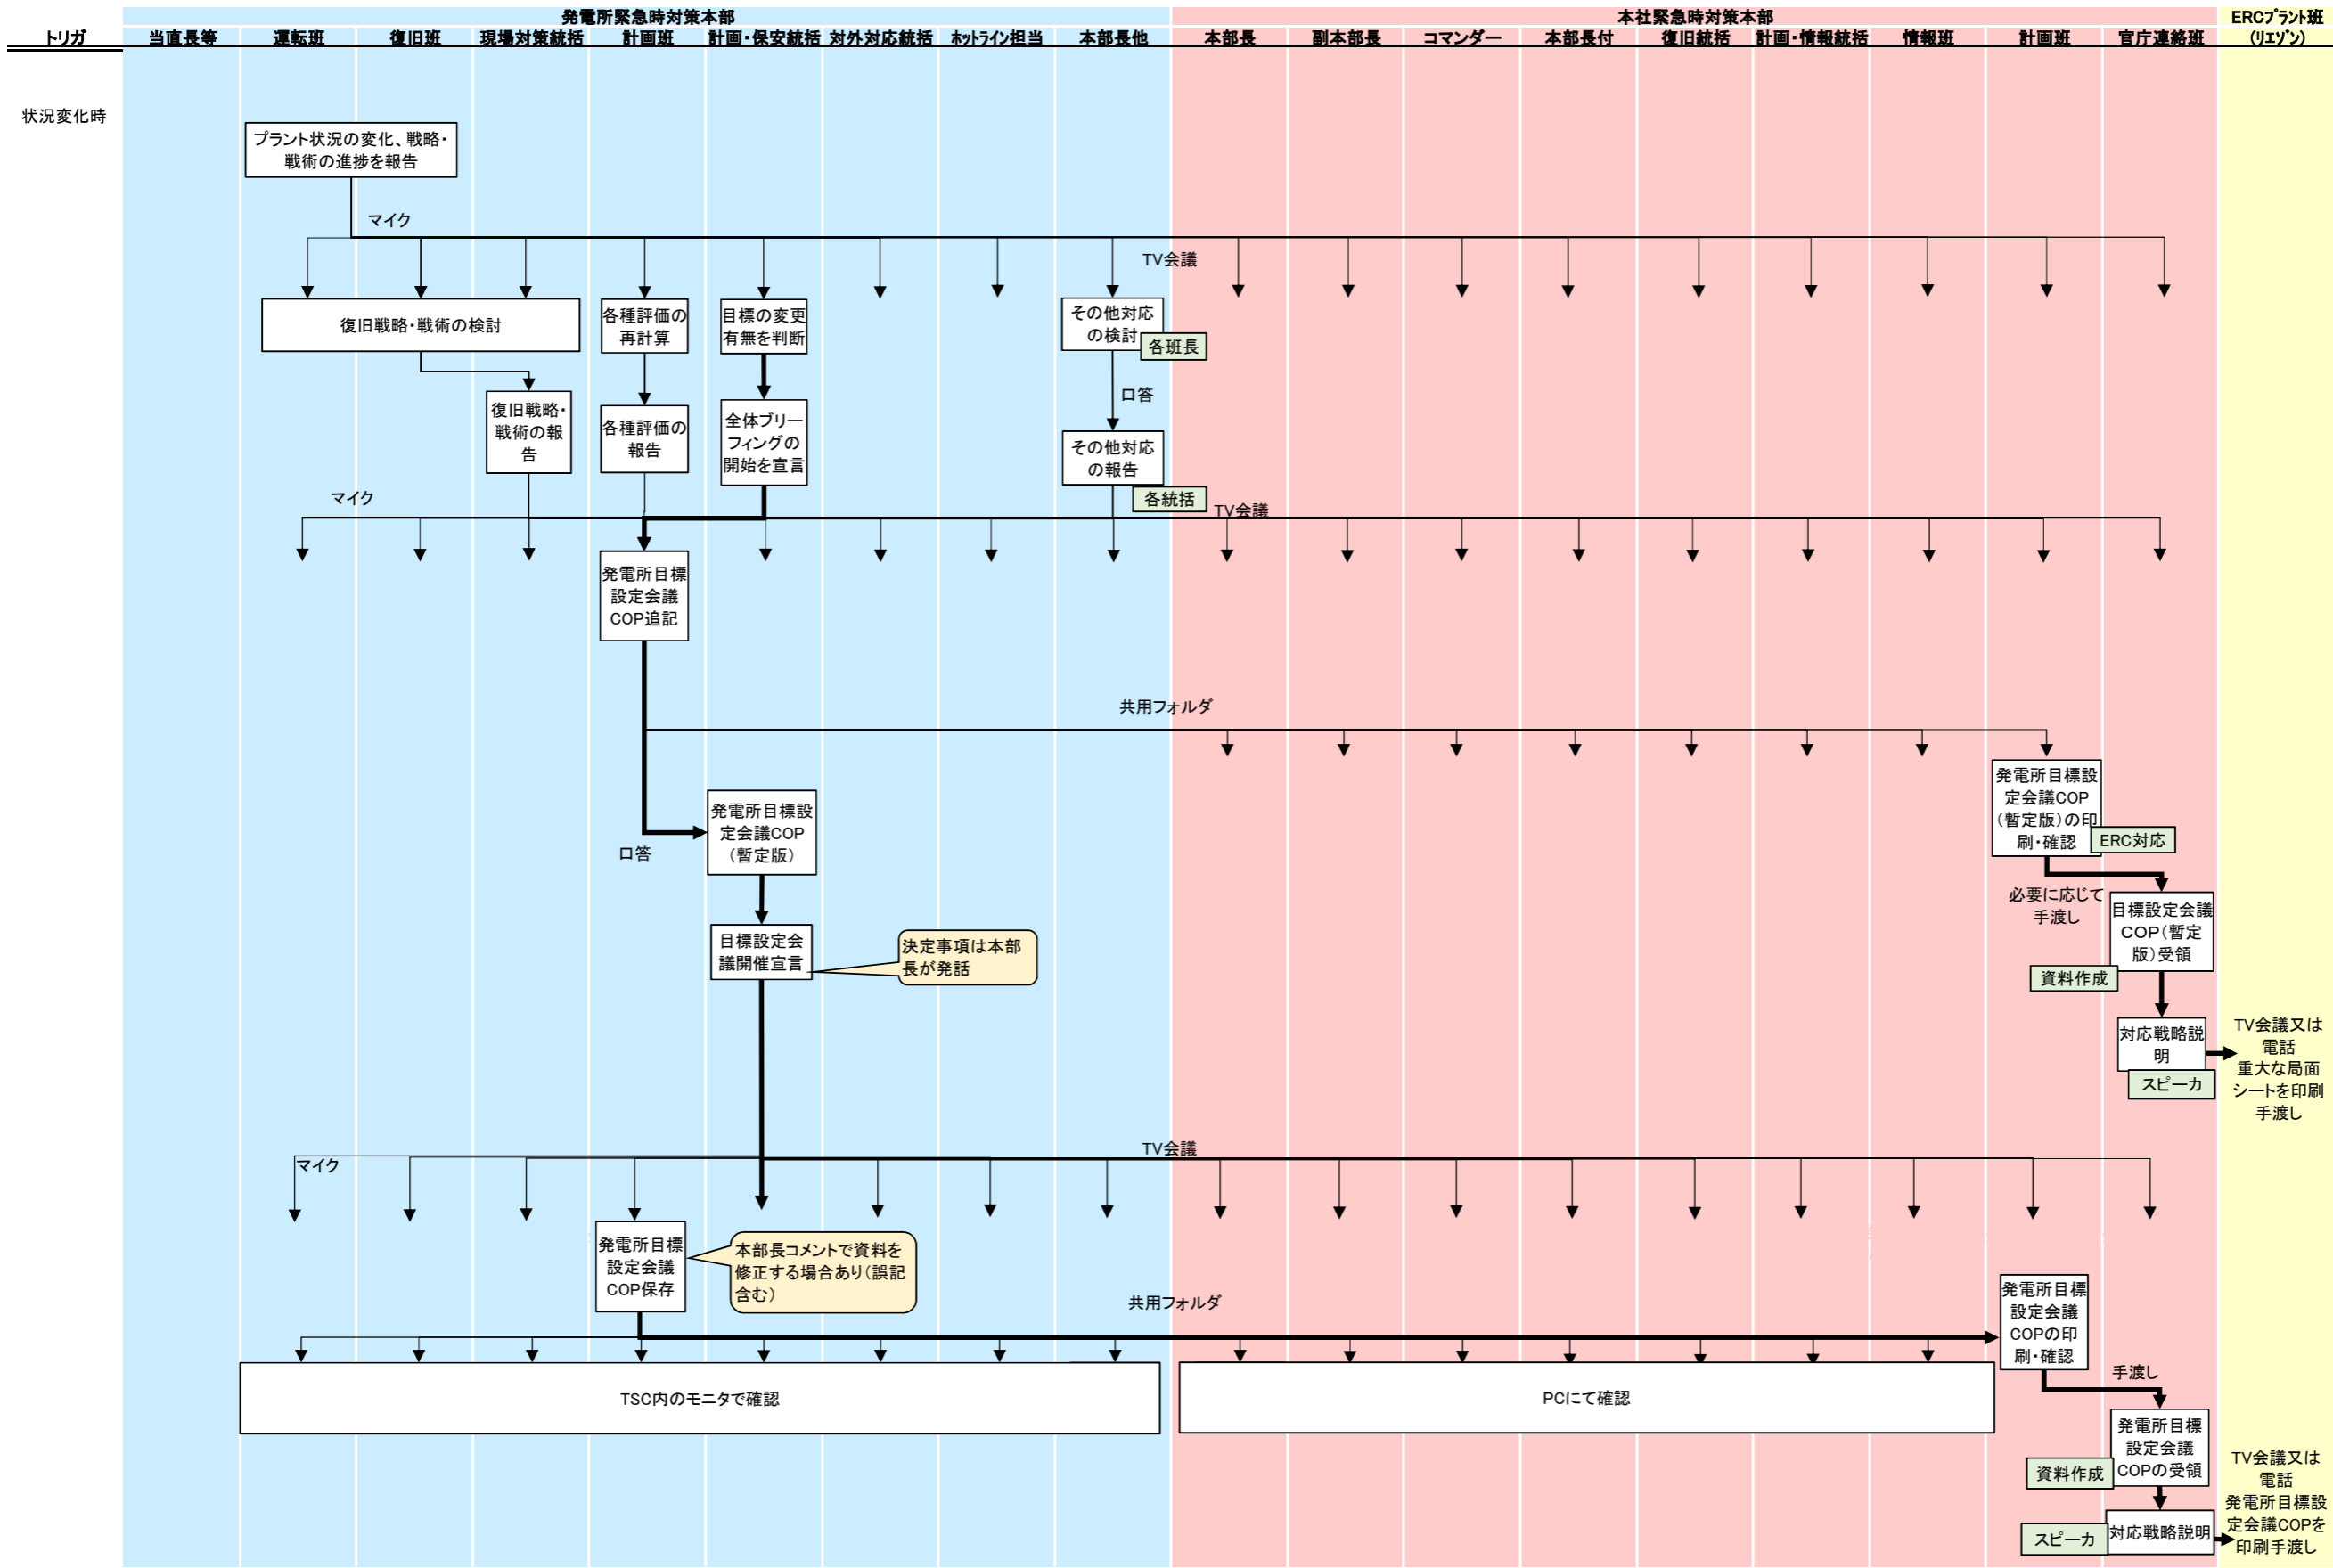 発電所緊急時対策本部
本社緊急時対策本部
ERCプラント班
(リエゾン)
トリガ
当直長等
運転班
復旧班
現場対策統括
計画班
計画・保安統括
対外対応統括
ホットライン担当
本部長他
本部長
副本部長
コマンダー
本部長付
復旧統括
計画・情報統括
情報班
計画班
官庁連絡班
状況変化時
プラント状況の変化、戦略・
戦術の進捗を報告
マイク
TV会議
復旧戦略・戦術の検討
各種評価の
再計算
目標の変更
有無を判断
その他対応
の検討
各班長
口答
復旧戦略・
戦術の報
告
各種評価の
報告
全体ブリー
フィングの
開始を宣言
その他対応
の報告
各統括
マイク
TV会議
発電所目標
設定会議
COP追記
共用フォルダ
発電所目標設
定会議COP
(暫定版)の印
刷・確認
ERC対応
発電所目標設
定会議COP
(暫定版)
口答
必要に応じて
手渡し
目標設定会議
COP(暫定
版)受領
資料作成
目標設定会
議開催宣言
決定事項は本部
長が発話
対応戦略説
明
スピーカ
TV会議又は
電話
重大な局面
シートを印刷
手渡し
マイク
TV会議
発電所目標
設定会議
COP保存
本部長コメントで資料を
修正する場合あり(誤記
含む)
共用フォルダ
発電所目標
設定会議
COPの印
刷・確認
TSC内のモニタで確認
PCにて確認
手渡し
発電所目標
設定会議
COPの受領
資料作成
対応戦略説明
スピーカ
TV会議又は
電話
発電所目標設
定会議COPを
印刷手渡し